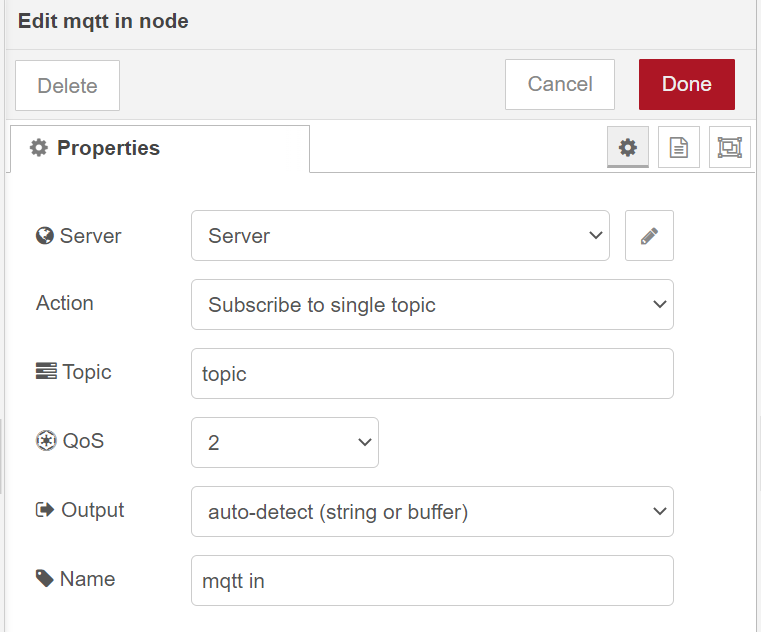 Edit mqtt in node
Delete
Cancel
Done
Properties
Server
Server
Action
Subscribe to single topic
Topic
topic
QoS
2
Output
auto-detect (string or buffer)
Name
mqtt in